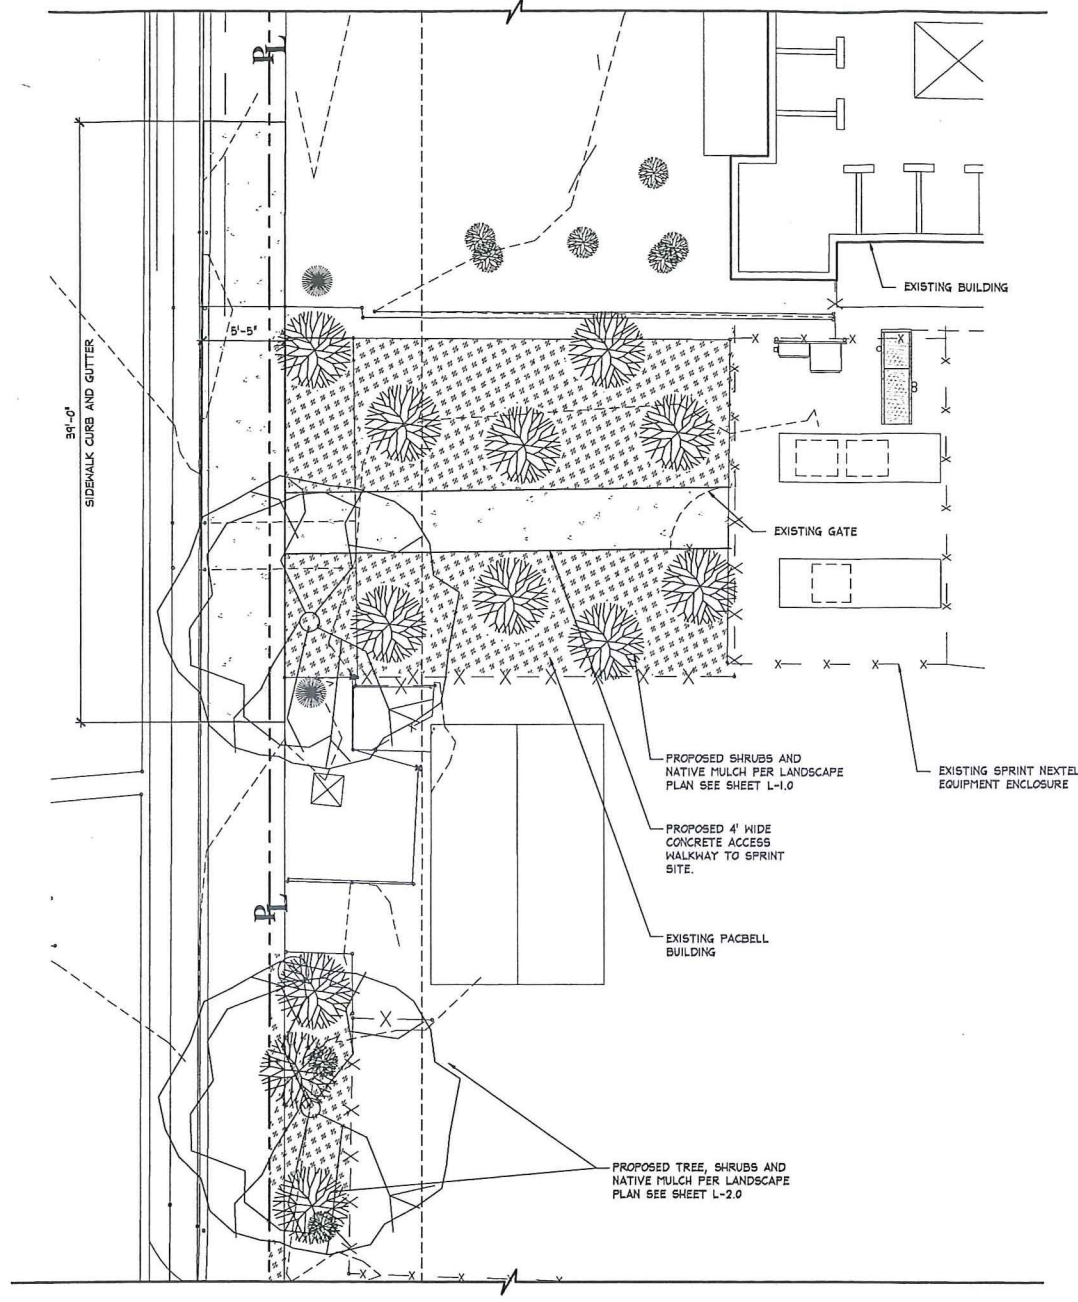 PL
EXISTING BUILDING
5'-5"
39'-0"
SIDEWALK CURB AND GUTTER
EXISTING GATE
PROPOSED SHRUBS AND
NATIVE MULCH PER LANDSCAPE
PLAN SEE SHEET L-1.0
EXISTING SPRINT NEXTEL
EQUIPMENT ENCLOSURE
PROPOSED 4' WIDE
CONCRETE ACCESS
WALKWAY TO SPRINT
SITE.
PL
EXISTING PACBELL
BUILDING
PROPOSED TREE, SHRUBS AND
NATIVE MULCH PER LANDSCAPE
PLAN SEE SHEET L-2.0